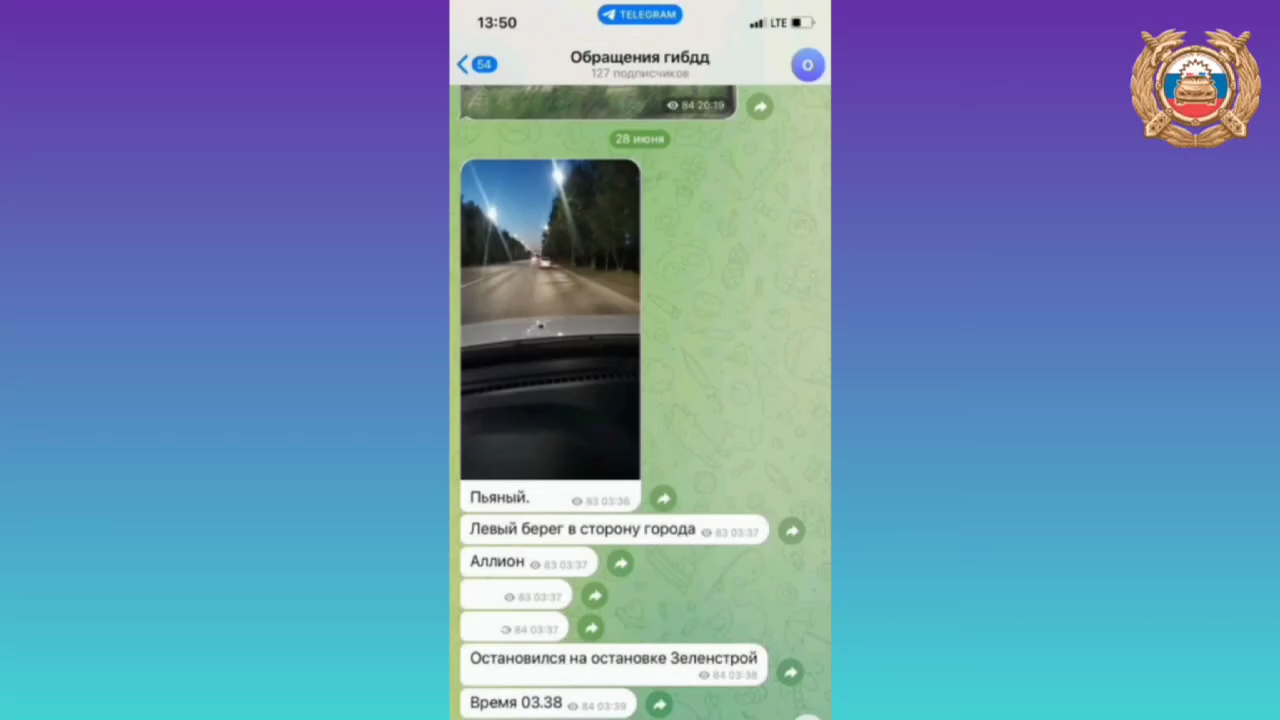 13:50
TELEGRAM
LTE
54
Обращения гибдд
127 подписчиков
О
84 20:19
28 июня
Пьяный.
83 03:36
Левый берег в сторону города
83 03:37
Аллион
83 03:37
83 03:37
84 03:37
Остановился на остановке Зеленстрой
84 03:38
Время 03.38
84 03:39